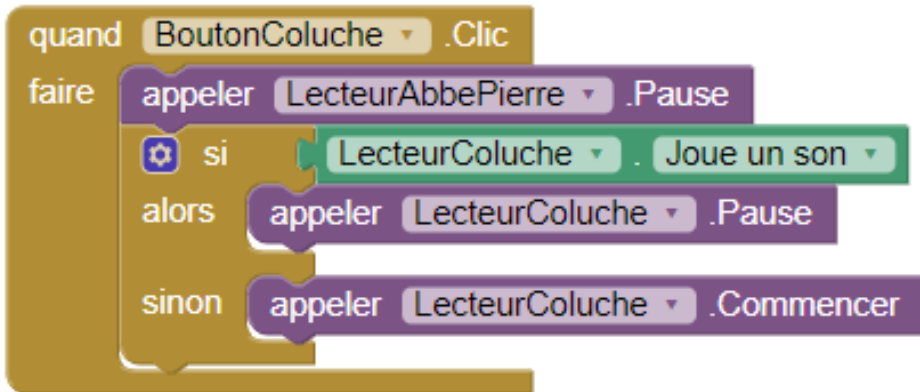 quand BoutonColuche .Clic
faire appeler LecteurAbbePierre .Pause
si LecteurColuche . Joue un son
alors appeler LecteurColuche .Pause
sinon appeler LecteurColuche .Commencer